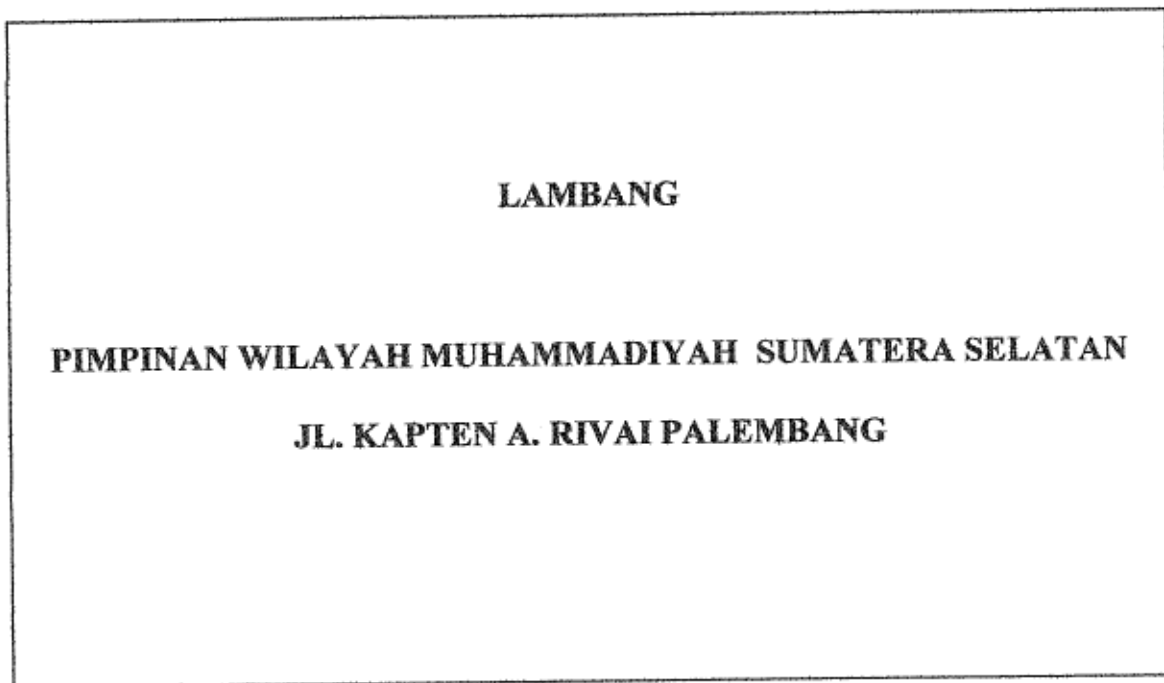 LAMBANG
PIMPINAN WILAYAH MUHAMMADIYAH SUMATERA SELATAN
JL. KAPTEN A. RIVAI PALEMBANG